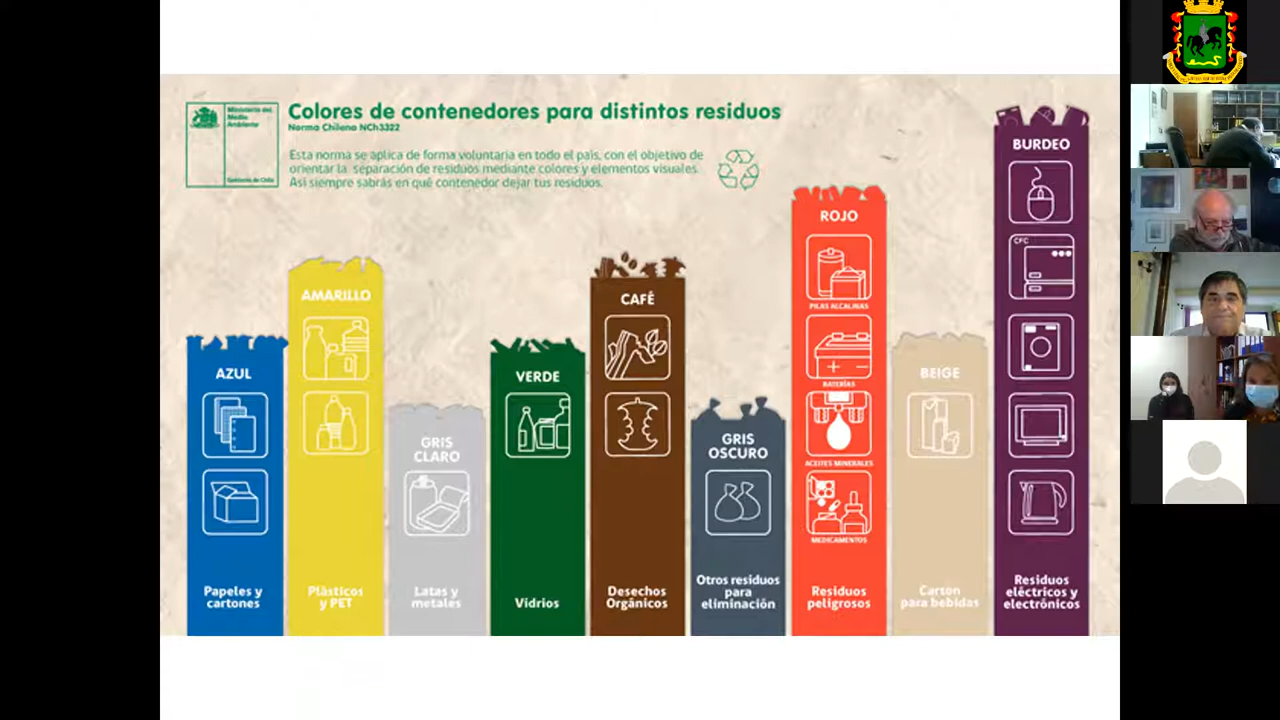 Ministerio del
Medio
Ambiente
Gobierno de Chile
Colores de contenedores para distintos residuos
Norma Chilena NCh3322
Esta norma se aplica de forma voluntaria en todo el país, con el objetivo de
orientar la separación de residuos mediante colores y elementos visuales.
Así siempre sabrás en qué contenedor dejar tus residuos.
AZUL
Papeles y
cartones
AMARILLO
Plásticos
y PET
GRIS
CLARO
Latas y
metales
VERDE
Vidrios
CAFÉ
Desechos
Orgánicos
GRIS
OSCURO
Otros residuos
para
eliminación
ROJO
PILAS ALCALINAS
BATERÍAS
ACEITES MINERALES
MEDICAMENTOS
Residuos
peligrosos
BEIGE
Cartón
para bebidas
BURDEO
CFC
Residuos
eléctricos y
electrónicos